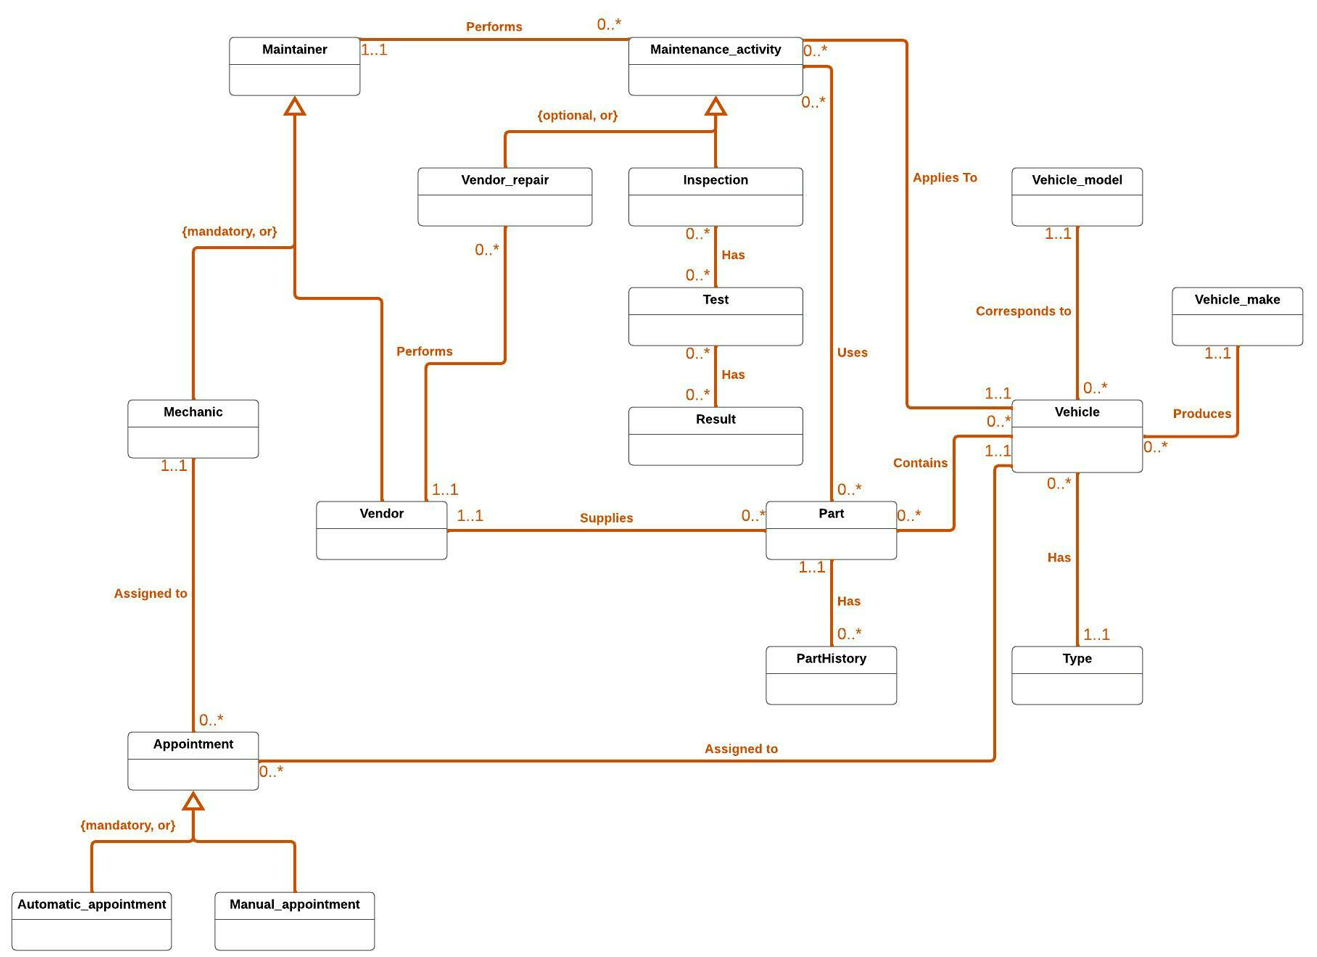 Performs
0..*
Maintainer
1..1
Maintenance_activity
0..*
0..*
{optional, or}
Applies To
Vendor_repair
Inspection
Vehicle_model
0..*
1..1
{mandatory, or}
0..*
Has
0..*
Test
Vehicle_make
Corresponds to
Performs
Uses
0..*
1..1
Has
0..*
0..*
1..1
Mechanic
Result
Vehicle
Produces
0..*
0..*
1..1
1..1
Contains
0..*
1..1
0..*
Vendor
1..1
Supplies
0..*
Part
0..*
1..1
Has
Assigned to
Has
0..*
1..1
PartHistory
Type
0..*
Appointment
Assigned to
0..*
{mandatory, or}
Automatic_appointment
Manual_appointment